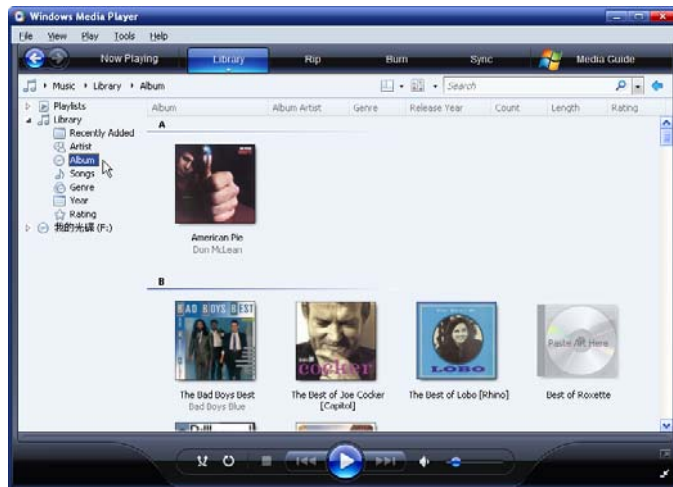 Windows Media Player
File View Play Tools Help
Now Playing Library Rip Burn Sync Media Guide
Music Library Album
Search
Playlists
Library
Recently Added
Artist
Album
Songs
Genre
Year
Rating
我的光碟 (F:)
Album Album Artist Genre Release Year Count Length Rating
A
American Pie
Don McLean
B
BAD BOYS BEST
cocker
LOBO
Paste Art Here
The Bad Boys Best
Bad Boys Blue
The Best of Joe Cocker
[Capitol]
The Best of Lobo [Rhino]
Best of Roxette